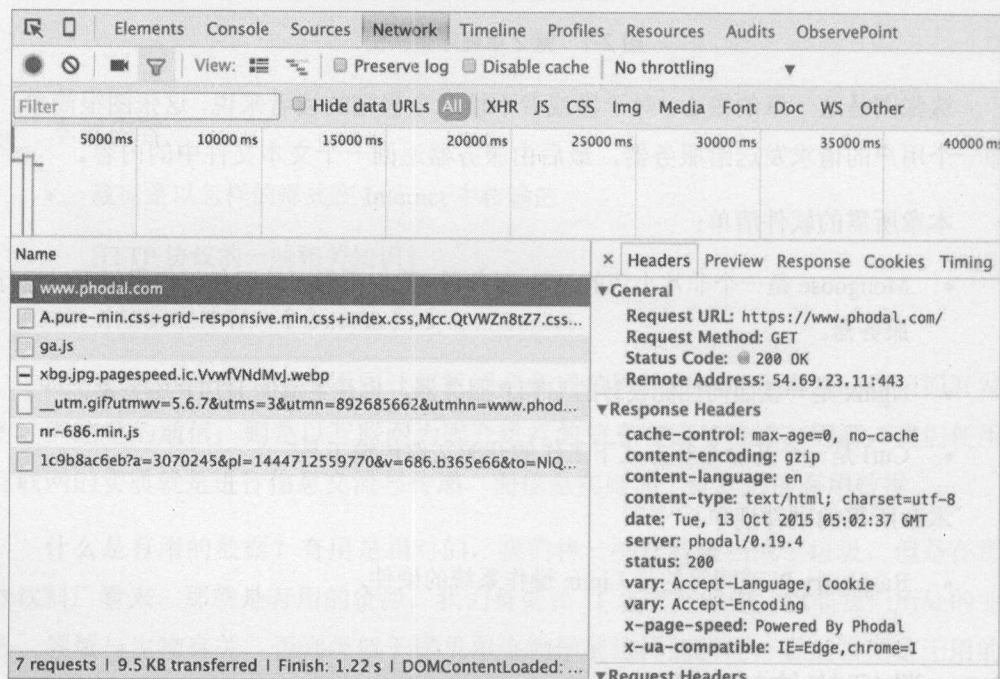 Elements Console Sources Network Timeline Profiles Resources Audits ObservePoint
View: Preserve log Disable cache No throttling
Filter Hide data URLs All XHR JS CSS Img Media Font Doc WS Other
5000 ms 10000 ms 15000 ms 20000 ms 25000 ms 30000 ms 35000 ms 40000 ms
Name
www.phodal.com
A.pure-min.css+grid-responsive.min.css+index.css,Mcc.QtVWZn8tZ7.css...
ga.js
xbg.jpg.pagespeed.ic.VvwfVNdMvJ.webp
__utm.gif?utmwv=5.6.7&utms=3&utmn=892685662&utmhn=www.phod...
nr-686.min.js
1c9b8ac6eb?a=3070245&pl=1444712559770&v=686.b365e66&to=NlQ...
7 requests | 9.5 KB transferred | Finish: 1.22 s | DOMContentLoaded: ...
× Headers Preview Response Cookies Timing
▼General
Request URL: https://www.phodal.com/
Request Method: GET
Status Code: 200 OK
Remote Address: 54.69.23.11:443
▼Response Headers
cache-control: max-age=0, no-cache
content-encoding: gzip
content-language: en
content-type: text/html; charset=utf-8
date: Tue, 13 Oct 2015 05:02:37 GMT
server: phodal/0.19.4
status: 200
vary: Accept-Language, Cookie
vary: Accept-Encoding
x-page-speed: Powered By Phodal
x-ua-compatible: IE=Edge,chrome=1
▼Request Headers